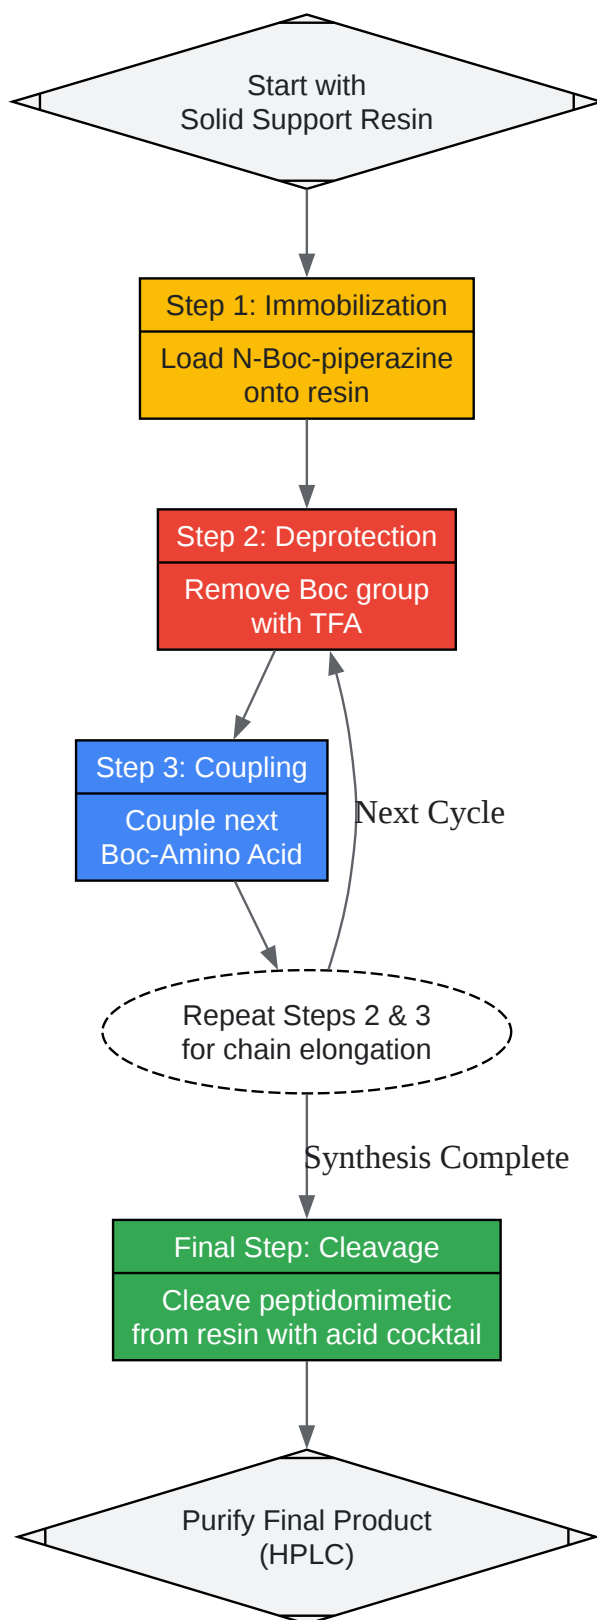 Start with
Solid Support Resin
Step 1: Immobilization
Load N-Boc-piperazine
onto resin
Step 2: Deprotection
Remove Boc group
with TFA
Step 3: Coupling
Couple next
Boc-Amino Acid
Next Cycle
Repeat Steps 2 & 3
for chain elongation
Synthesis Complete
Final Step: Cleavage
Cleave peptidomimetic
from resin with acid cocktail
Purify Final Product
(HPLC)